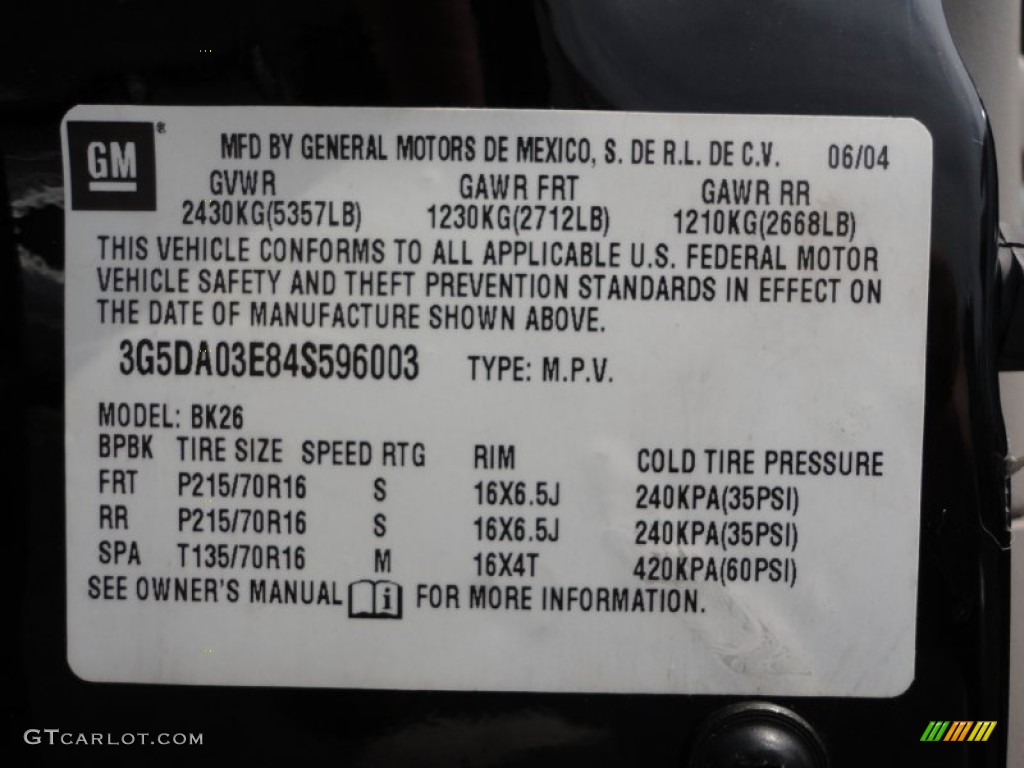 GM ® MFD BY GENERAL MOTORS DE MEXICO, S. DE R.L. DE C.V. 06/04
GVWR GAWR FRT GAWR RR
2430KG(5357LB) 1230KG(2712LB) 1210KG(2668LB)
THIS VEHICLE CONFORMS TO ALL APPLICABLE U.S. FEDERAL MOTOR
VEHICLE SAFETY AND THEFT PREVENTION STANDARDS IN EFFECT ON
THE DATE OF MANUFACTURE SHOWN ABOVE.
3G5DA03E84S596003 TYPE: M.P.V.
MODEL: BK26
BPBK TIRE SIZE SPEED RTG RIM COLD TIRE PRESSURE
FRT P215/70R16 S 16X6.5J 240KPA(35PSI)
RR P215/70R16 S 16X6.5J 240KPA(35PSI)
SPA T135/70R16 M 16X4T 420KPA(60PSI)
SEE OWNER'S MANUAL i FOR MORE INFORMATION.
GTCARLOT.COM